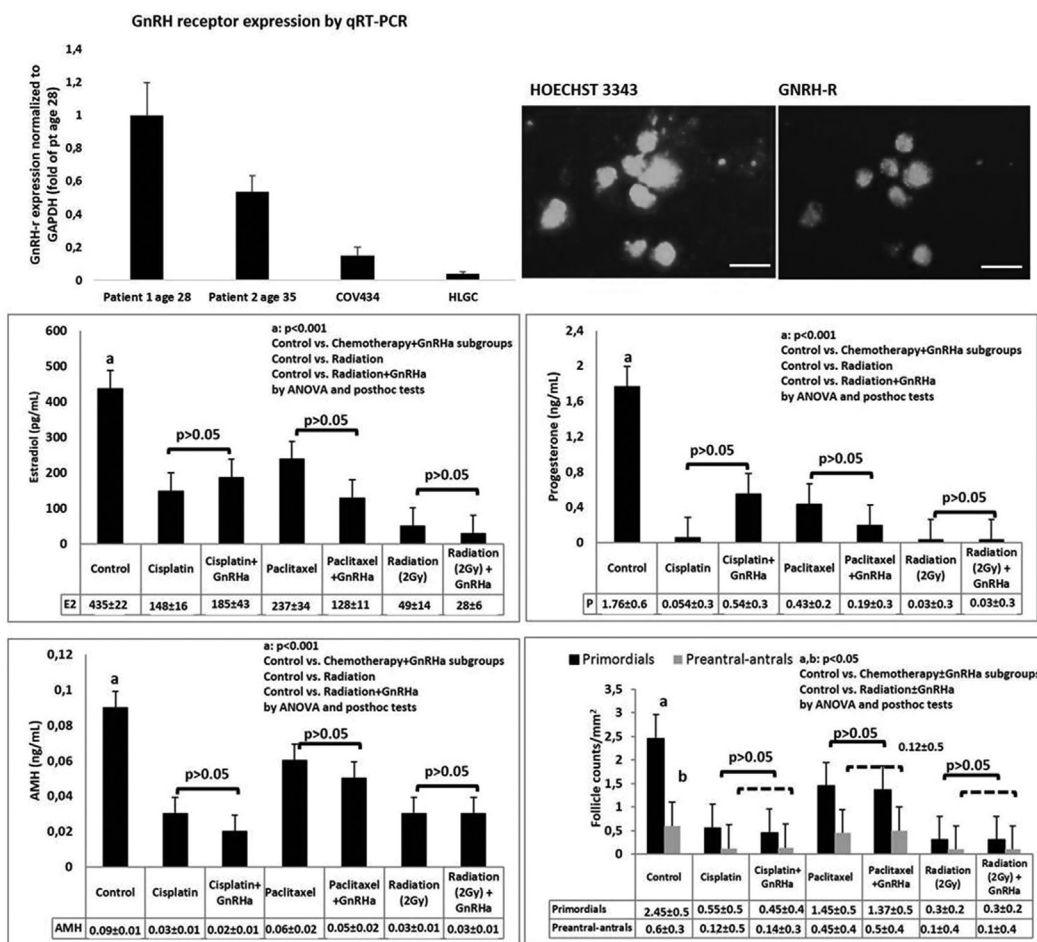 GnRH receptor expression by qRT-PCR
GnRH-r expression normalized to
GAPDH (fold of pt age 28)
1,4
1,2
1
0,8
0,6
0,4
0,2
0
Patient 1 age 28 Patient 2 age 35 COV434 HLGC
HOECHST 3343 GNRH-R
Estradiol (pg/mL)
600
500
400
300
200
100
0
a
a: p<0.001
Control vs. Chemotherapy+GnRHa subgroups
Control vs. Radiation
Control vs. Radiation+GnRHa
by ANOVA and posthoc tests
p>0.05 p>0.05 p>0.05
Control Cisplatin Cisplatin+ Paclitaxel Paclitaxel Radiation Radiation
GnRHa +GnRHa (2Gy) (2Gy) +
GnRHa
E2 435±22 148±16 185±43 237±34 128±11 49±14 28±6
Progesterone (ng/mL)
2,4
2
1,6
1,2
0,8
0,4
0
a
a: p<0.001
Control vs. Chemotherapy+GnRHa subgroups
Control vs. Radiation
Control vs. Radiation+GnRHa
by ANOVA and posthoc tests
p>0.05 p>0.05 p>0.05
Control Cisplatin Cisplatin+ Paclitaxel Paclitaxel Radiation Radiation
GnRHa +GnRHa (2Gy) (2Gy) +
GnRHa
P 1.76±0.6 0.054±0.3 0.54±0.3 0.43±0.2 0.19±0.3 0.03±0.3 0.03±0.3
AMH (ng/mL)
0,12
0,1
0,08
0,06
0,04
0,02
0
a
a: p<0.001
Control vs. Chemotherapy+GnRHa subgroups
Control vs. Radiation
Control vs. Radiation+GnRHa
by ANOVA and posthoc tests
p>0.05 p>0.05 p>0.05
Control Cisplatin Cisplatin+ Paclitaxel Paclitaxel Radiation Radiation
GnRHa +GnRHa (2Gy) (2Gy) +
GnRHa
AMH 0.09±0.01 0.03±0.01 0.02±0.01 0.06±0.02 0.05±0.02 0.03±0.01 0.03±0.01
Primordials Preantral-antrals
a,b: p<0.05
Control vs. Chemotherapy±GnRHa subgroups
Control vs. Radiation±GnRHa
by ANOVA and posthoc tests
Follicle counts/mm²
3,5
3
2,5
2
1,5
1
0,5
0
a
b
p>0.05 p>0.05 0.12±0.5 p>0.05
Control Cisplatin Cisplatin+ Paclitaxel Paclitaxel Radiation Radiation
GnRHa +GnRHa (2Gy) (2Gy) +
GnRHa
Primordials 2.45±0.5 0.55±0.5 0.45±0.4 1.45±0.5 1.37±0.5 0.3±0.2 0.3±0.2
Preantral-antrals 0.6±0.3 0.12±0.5 0.14±0.3 0.45±0.4 0.5±0.4 0.1±0.4 0.1±0.4